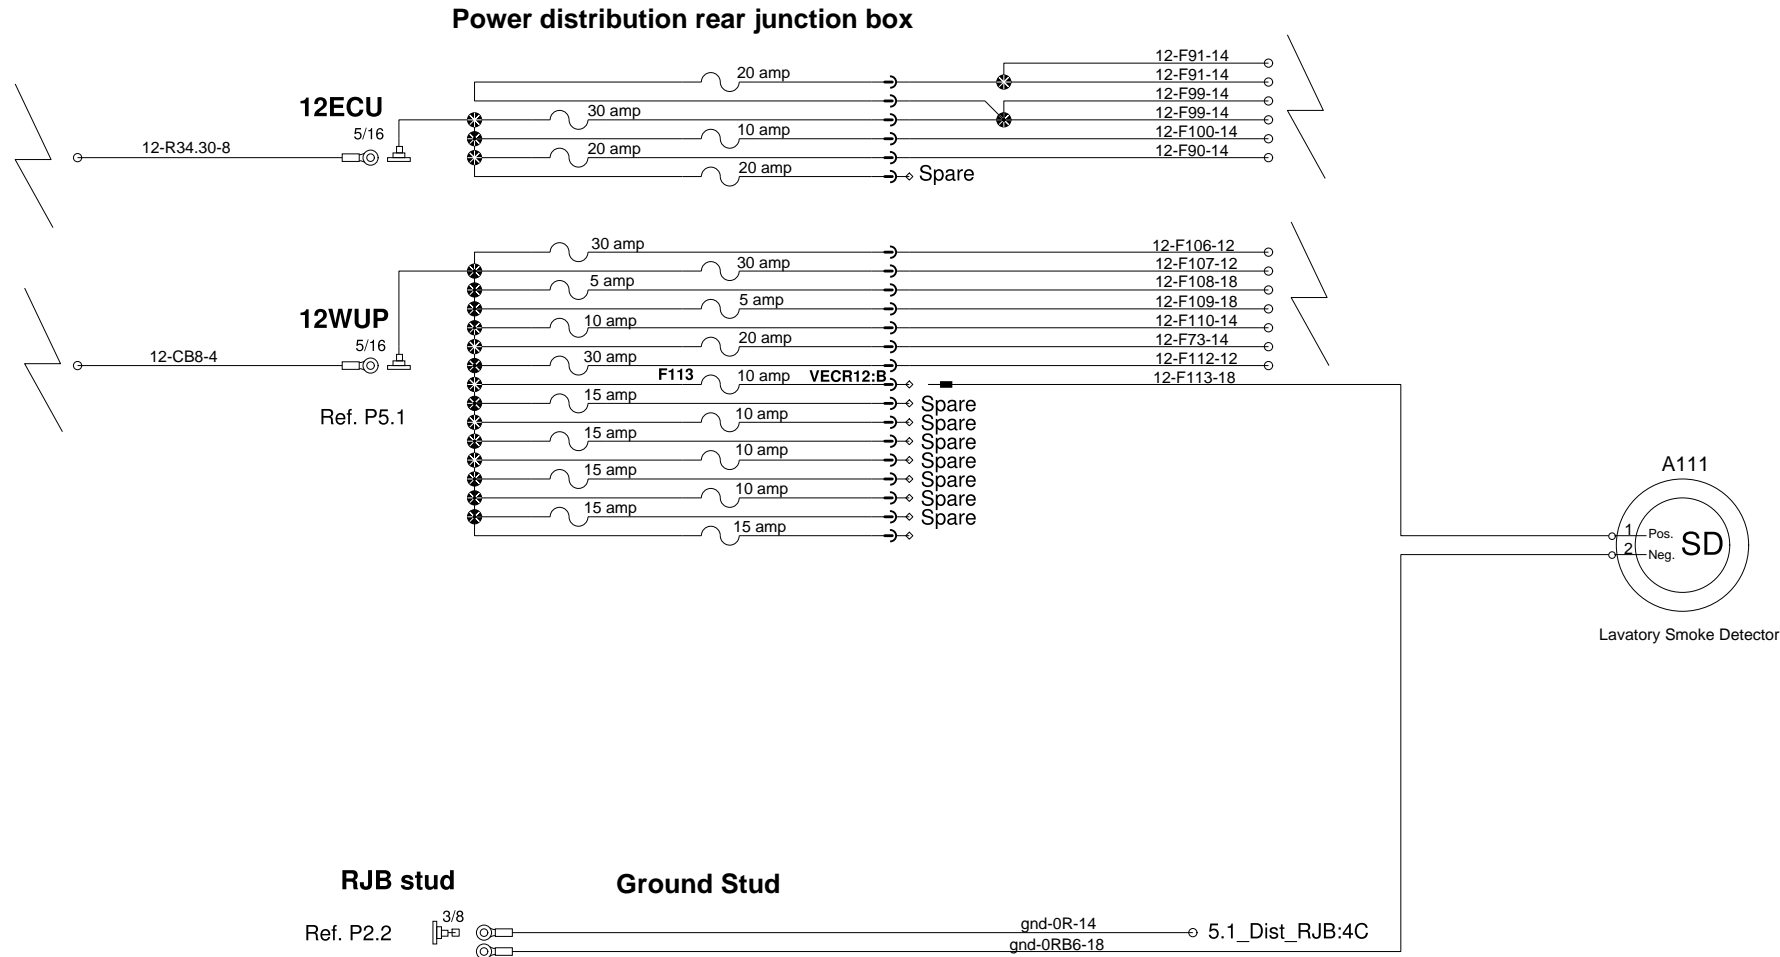 Power distribution rear junction box
12-F91-14
20 amp
12-F91-14
12-F99-14
12ECU
30 amp
12-F99-14
5/16
10 amp
12-F100-14
12-R34.30-8
20 amp
12-F90-14
20 amp
Spare
30 amp
12-F106-12
30 amp
12-F107-12
5 amp
12-F108-18
5 amp
12-F109-18
12WUP
10 amp
12-F110-14
5/16
20 amp
12-F73-14
12-CB8-4
30 amp
12-F112-12
F113
10 amp
VECR12:B
12-F113-18
15 amp
Spare
Ref. P5.1
10 amp
Spare
15 amp
Spare
10 amp
Spare
15 amp
Spare
10 amp
Spare
15 amp
Spare
15 amp
A111
1 Pos.
SD
2 Neg.
Lavatory Smoke Detector
RJB stud
Ground Stud
3/8
Ref. P2.2
gnd-0R-14
5.1_Dist_RJB:4C
gnd-0RB6-18